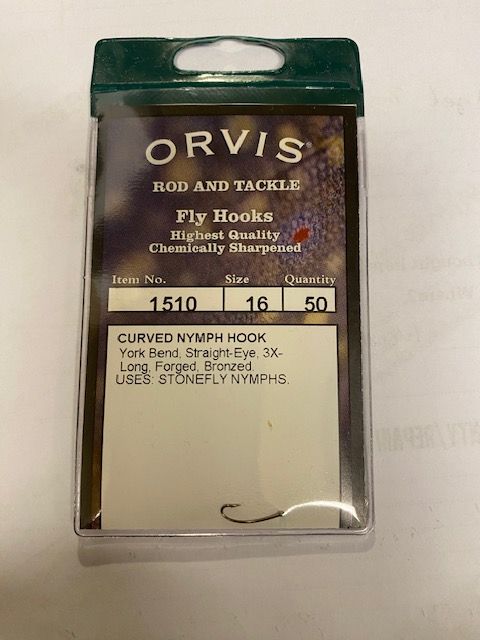 ORVIS®
ROD AND TACKLE
Fly Hooks
Highest Quality
Chemically Sharpened
Item No. Size Quantity
1510 16 50
CURVED NYMPH HOOK
York Bend, Straight-Eye, 3X-
Long, Forged, Bronzed.
USES: STONEFLY NYMPHS.